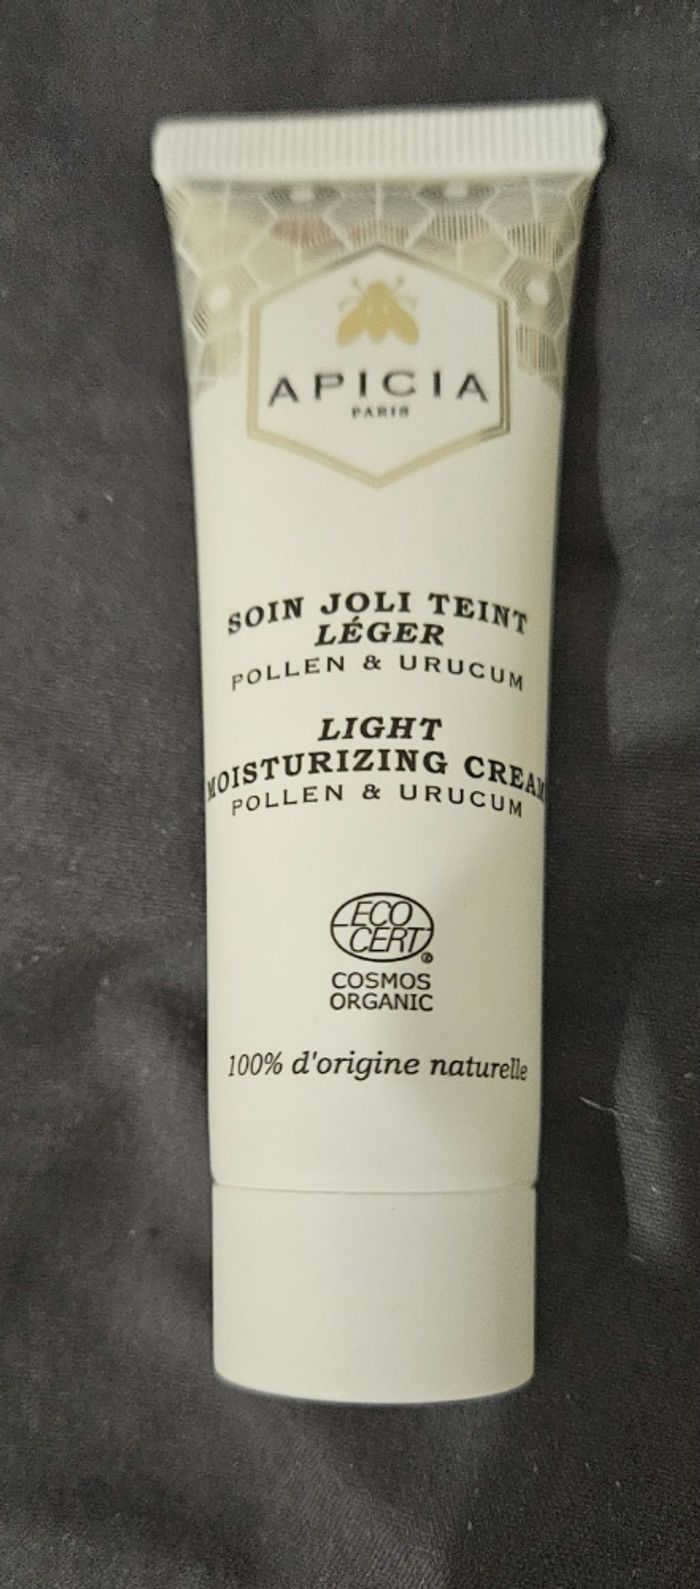 APICIA
PARIS
SOIN JOLI TEINT
LÉGER
POLLEN & URUCUM
LIGHT
MOISTURIZING CREAM
POLLEN & URUCUM
ECO
CERT®
COSMOS
ORGANIC
100% d'origine naturelle